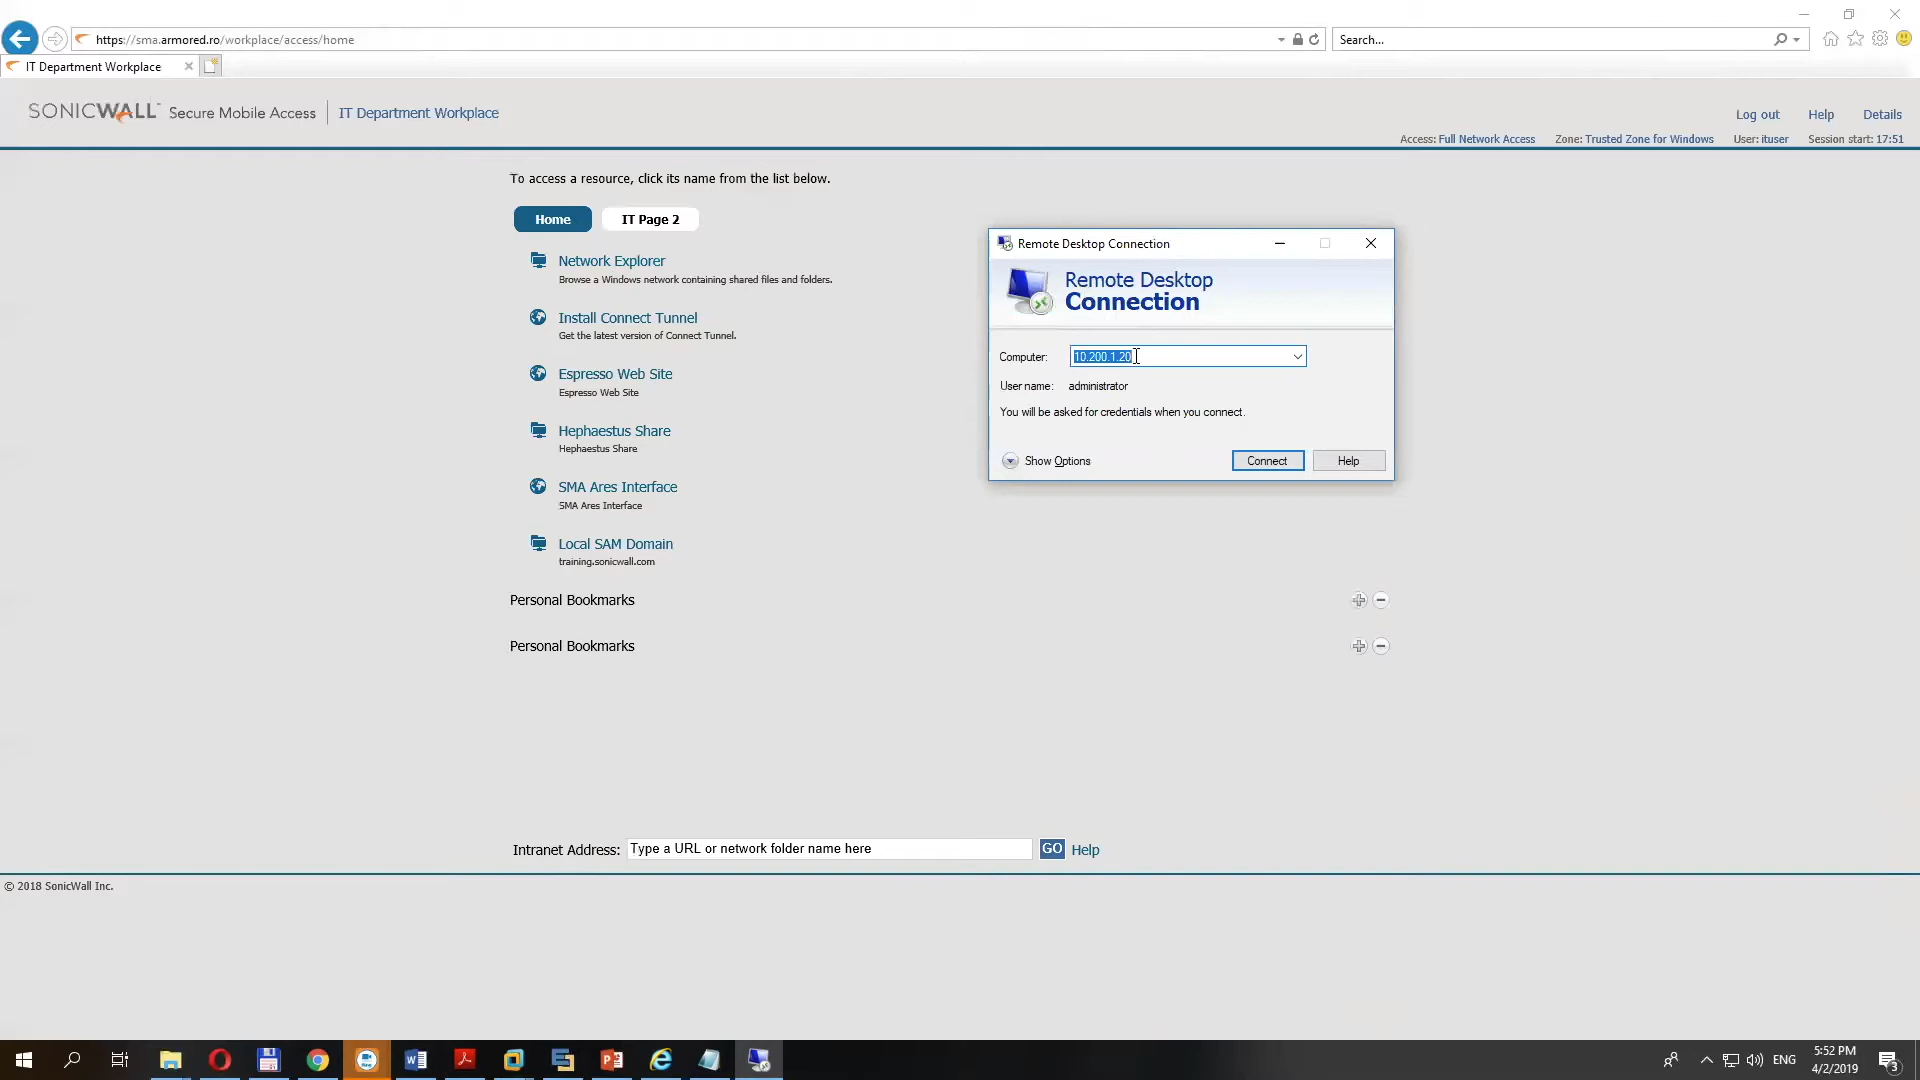 https://sma.armored.ro/workplace/access/home
Search...
IT Department Workplace
SONICWALL Secure Mobile Access | IT Department Workplace
Log out Help Details
Access: Full Network Access Zone: Trusted Zone for Windows User: ituser Session start: 17:51
To access a resource, click its name from the list below.
Home IT Page 2
Network Explorer
Browse a Windows network containing shared files and folders.
Install Connect Tunnel
Get the latest version of Connect Tunnel.
Espresso Web Site
Espresso Web Site
Hephaestus Share
Hephaestus Share
SMA Ares Interface
SMA Ares Interface
Local SAM Domain
training.sonicwall.com
Personal Bookmarks
Personal Bookmarks
Remote Desktop Connection
Remote Desktop
Connection
Computer: 10.200.1.20
User name: administrator
You will be asked for credentials when you connect.
Show Options Connect Help
Intranet Address: Type a URL or network folder name here GO Help
© 2018 SonicWall Inc.
ENG
5:52 PM
4/2/2019
3